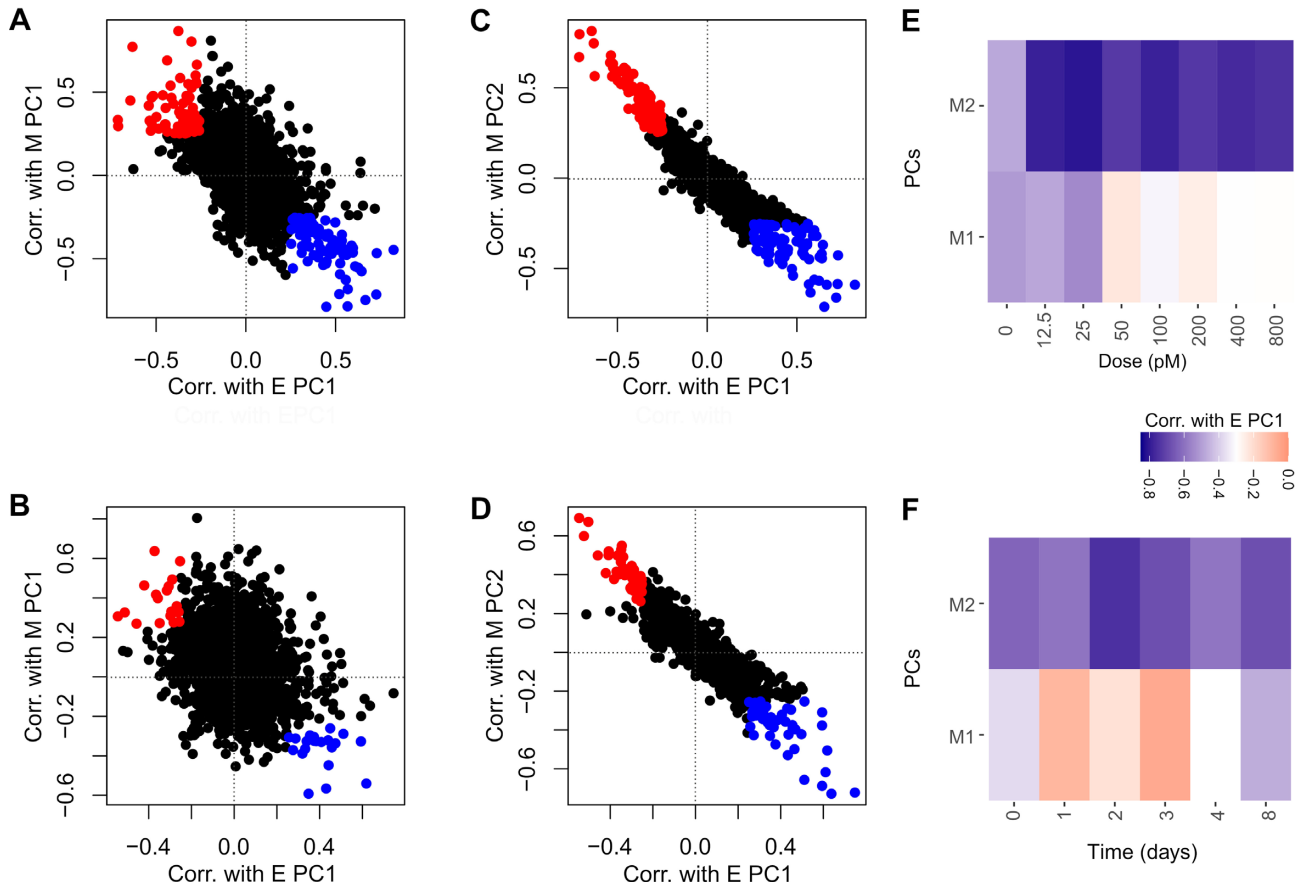 A
Corr. with M PC1
0.5
0.0
−0.5
−0.5
0.0
0.5
Corr. with E PC1
Corr. with EPC1
C
Corr. with M PC2
0.5
0.0
−0.5
−0.5
0.0
0.5
Corr. with E PC1
Corr. with
E
PCs
M2
M1
0
12.5
25
50
100
200
400
800
Dose (pM)
Corr. with E PC1
−0.8
−0.6
−0.4
−0.2
0.0
B
Corr. with M PC1
0.6
0.2
−0.2
−0.6
−0.4
0.0
0.4
Corr. with E PC1
D
Corr. with M PC2
0.6
0.2
−0.2
−0.6
−0.4
0.0
0.4
Corr. with E PC1
F
PCs
M2
M1
0
1
2
3
4
8
Time (days)